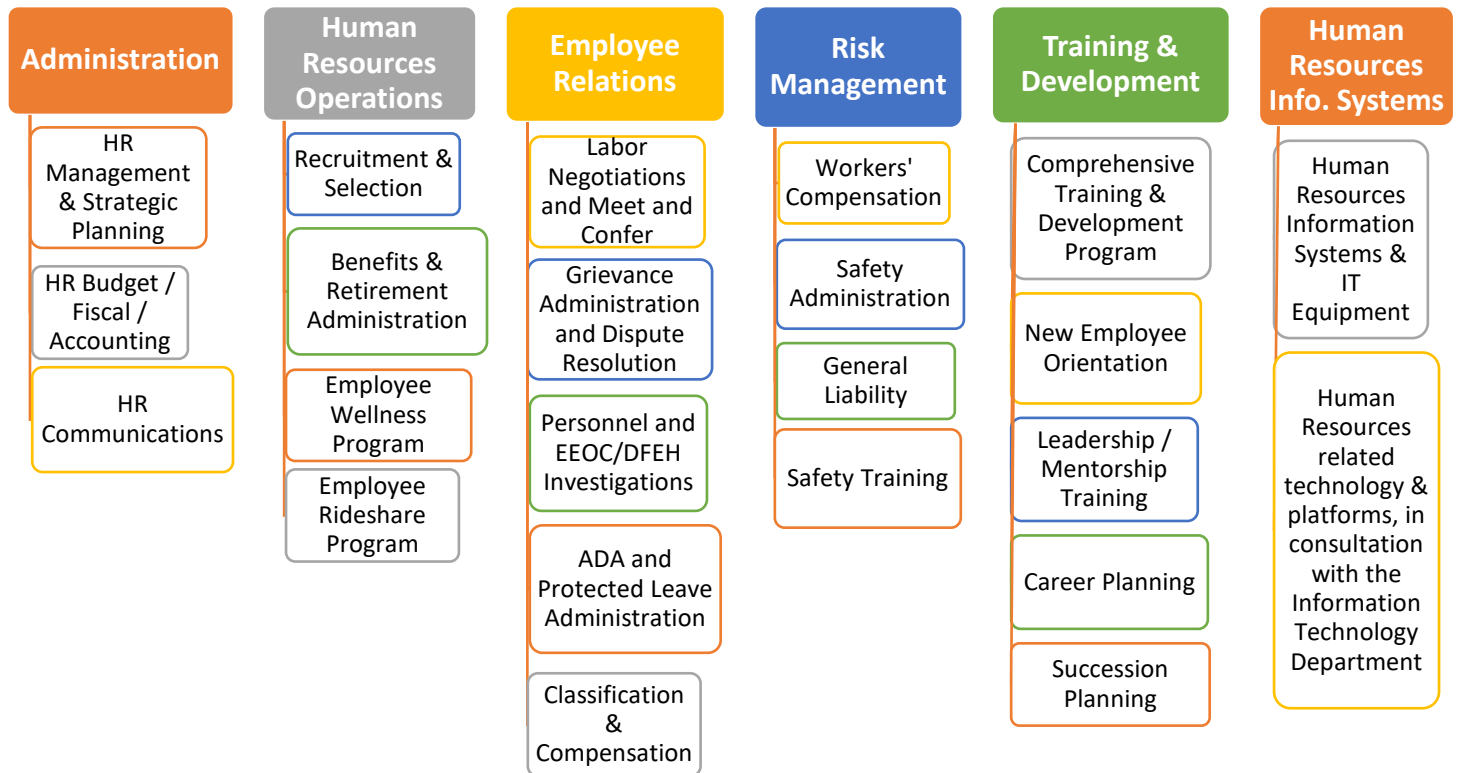 Administration
HR
Management
& Strategic
Planning
HR Budget /
Fiscal /
Accounting
HR
Communications
Human
Resources
Operations
Recruitment &
Selection
Benefits &
Retirement
Administration
Employee
Wellness
Program
Employee
Rideshare
Program
Employee
Relations
Labor
Negotiations
and Meet and
Confer
Grievance
Administration
and Dispute
Resolution
Personnel and
EEOC/DFEH
Investigations
ADA and
Protected Leave
Administration
Classification
&
Compensation
Risk
Management
Workers'
Compensation
Safety
Administration
General
Liability
Safety Training
Training &
Development
Comprehensive
Training &
Development
Program
New Employee
Orientation
Leadership /
Mentorship
Training
Career Planning
Succession
Planning
Human
Resources
Info. Systems
Human
Resources
Information
Systems &
IT
Equipment
Human
Resources
related
technology &
platforms, in
consultation
with the
Information
Technology
Department